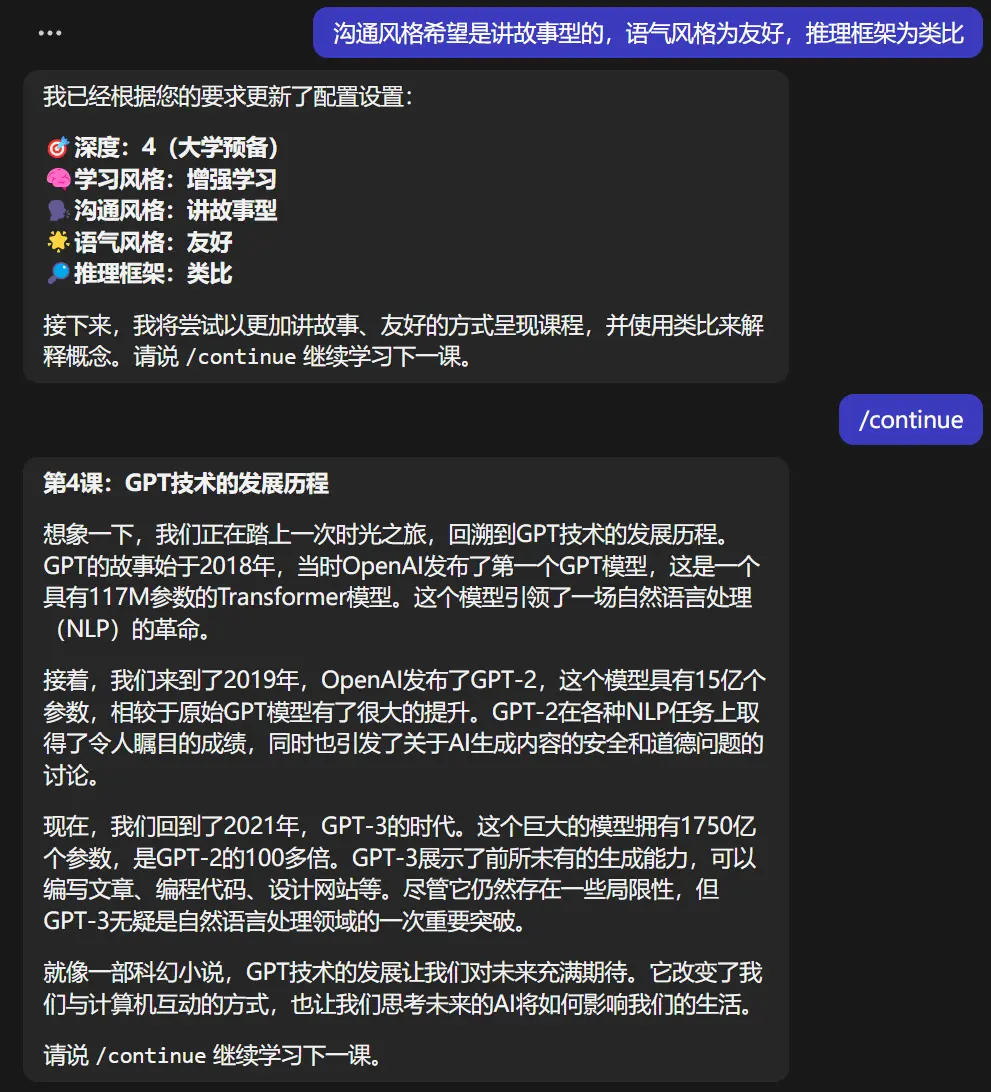 沟通风格希望是讲故事型的，语气风格为友好，推理框架为类比
我已经根据您的要求更新了配置设置：
🎯 深度：4（大学预备）
🧠 学习风格：增强学习
🗣️ 沟通风格：讲故事型
🌟 语气风格：友好
🔎 推理框架：类比
接下来，我将尝试以更加讲故事、友好的方式呈现课程，并使用类比来解
释概念。请说 /continue 继续学习下一课。
/continue
第4课：GPT技术的发展历程
想象一下，我们正在踏上一次时光之旅，回溯到GPT技术的发展历程。
GPT的故事始于2018年，当时OpenAI发布了第一个GPT模型，这是一个
具有117M参数的Transformer模型。这个模型引领了一场自然语言处理
（NLP）的革命。
接着，我们来到了2019年，OpenAI发布了GPT-2，这个模型具有15亿个
参数，相较于原始GPT模型有了很大的提升。GPT-2在各种NLP任务上取
得了令人瞩目的成绩，同时也引发了关于AI生成内容的安全和道德问题的
讨论。
现在，我们回到了2021年，GPT-3的时代。这个巨大的模型拥有1750亿
个参数，是GPT-2的100多倍。GPT-3展示了前所未有的生成能力，可以
编写文章、编程代码、设计网站等。尽管它仍然存在一些局限性，但
GPT-3无疑是自然语言处理领域的一次重要突破。
就像一部科幻小说，GPT技术的发展让我们对未来充满期待。它改变了我
们与计算机互动的方式，也让我们思考未来的AI将如何影响我们的生活。
请说 /continue 继续学习下一课。